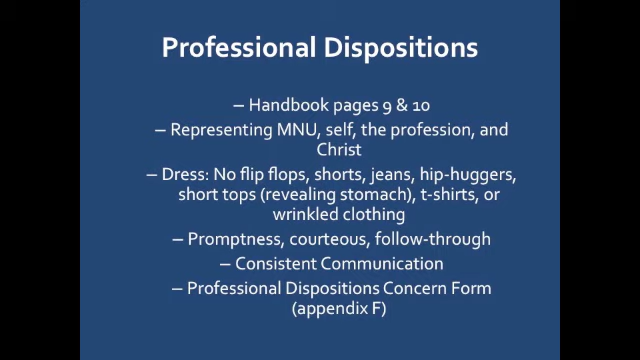 Professional Dispositions
– Handbook pages 9 & 10
– Representing MNU, self, the profession, and
Christ
– Dress: No flip flops, shorts, jeans, hip-huggers,
short tops (revealing stomach), t-shirts, or
wrinkled clothing
– Promptness, courteous, follow-through
– Consistent Communication
– Professional Dispositions Concern Form
(appendix F)